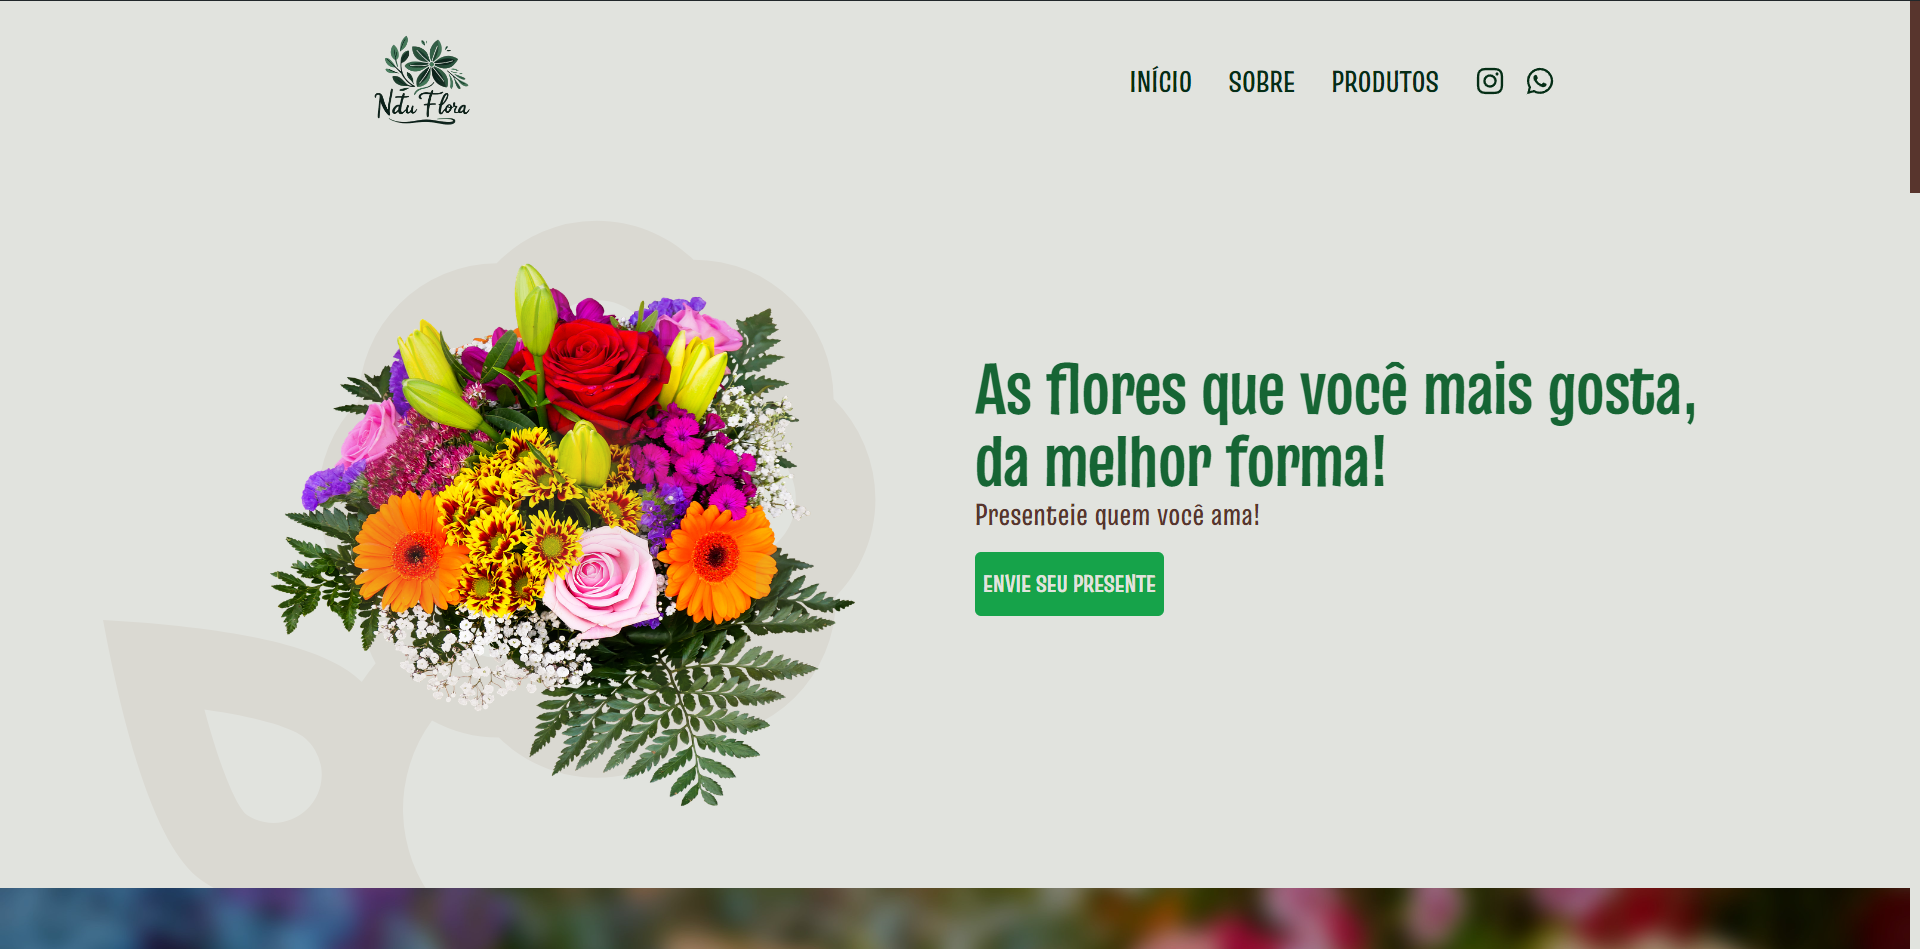 Natu Flora
INÍCIO SOBRE PRODUTOS
As flores que você mais gosta,
da melhor forma!
Presenteie quem você ama!
ENVIE SEU PRESENTE